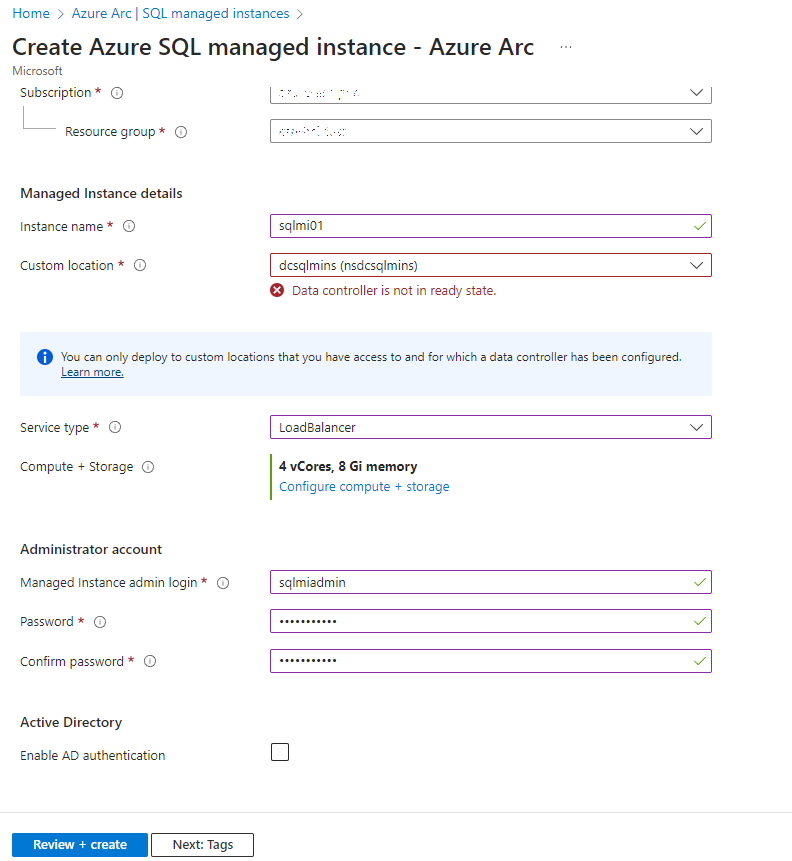 Home > Azure Arc | SQL managed instances >
Create Azure SQL managed instance - Azure Arc ...
Microsoft
Subscription *
Resource group *
Managed Instance details
Instance name * sqlmi01
Custom location * dcsqlmins (nsdcsqlmins)
Data controller is not in ready state.
You can only deploy to custom locations that you have access to and for which a data controller has been configured.
Learn more.
Service type * LoadBalancer
Compute + Storage 4 vCores, 8 Gi memory
Configure compute + storage
Administrator account
Managed Instance admin login * sqlmiadmin
Password * •••••••••••
Confirm password * •••••••••••
Active Directory
Enable AD authentication
Review + create Next: Tags